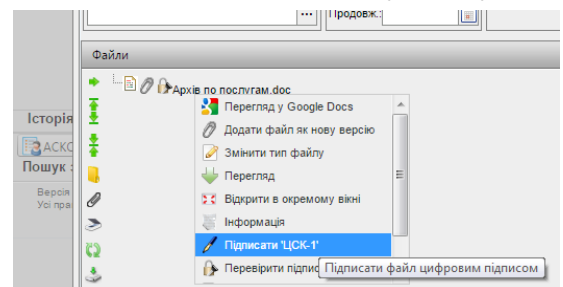 ... Продовж.:
Файли
Архів по послугам.doc
Перегляд у Google Docs
Історія
Додати файл як нову версію
АСКО
Змінити тип файлу
Пошук :
Перегляд
Версія
Відкрити в окремому вікні
Усі пра
Інформація
Підписати 'ЦСК-1'
Перевірити підпис
Підписати файл цифровим підписом